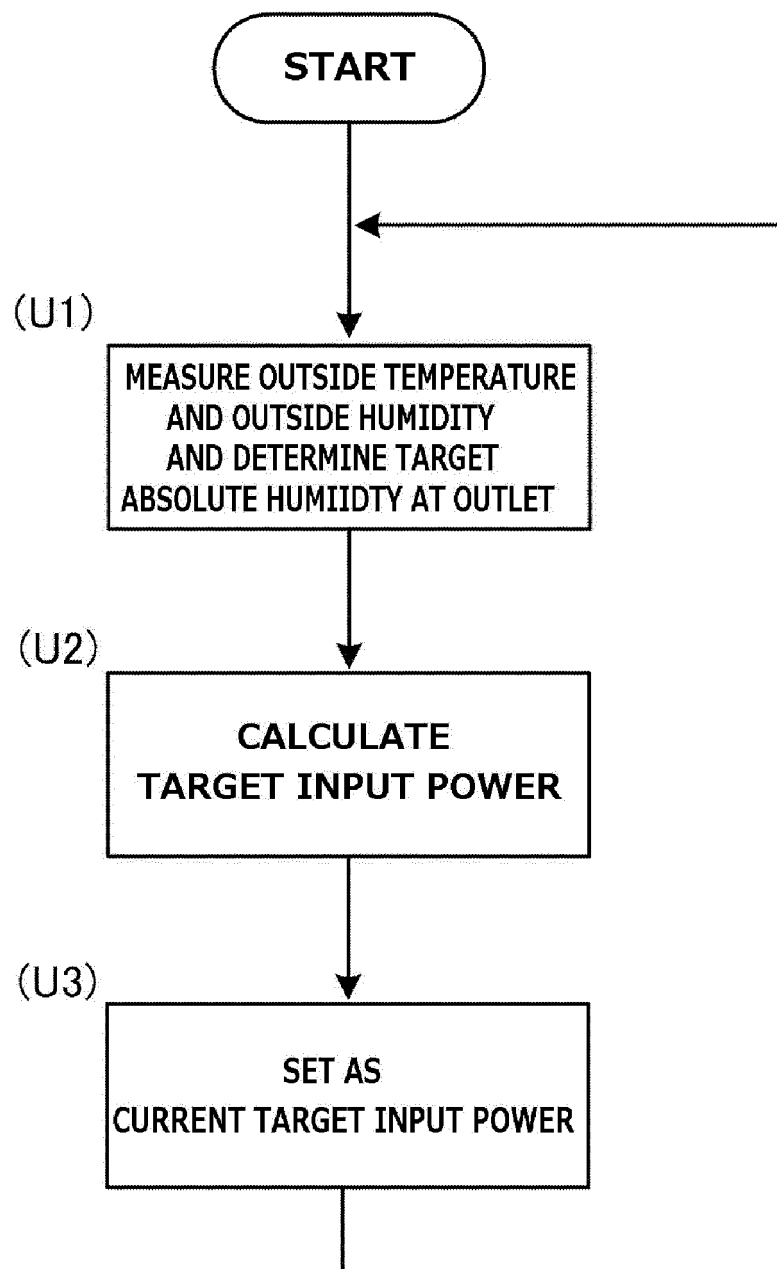 START
(U1)
MEASURE OUTSIDE TEMPERATURE
AND OUTSIDE HUMIDITY
AND DETERMINE TARGET
ABSOLUTE HUMIIDTY AT OUTLET
(U2)
CALCULATE
TARGET INPUT POWER
(U3)
SET AS
CURRENT TARGET INPUT POWER